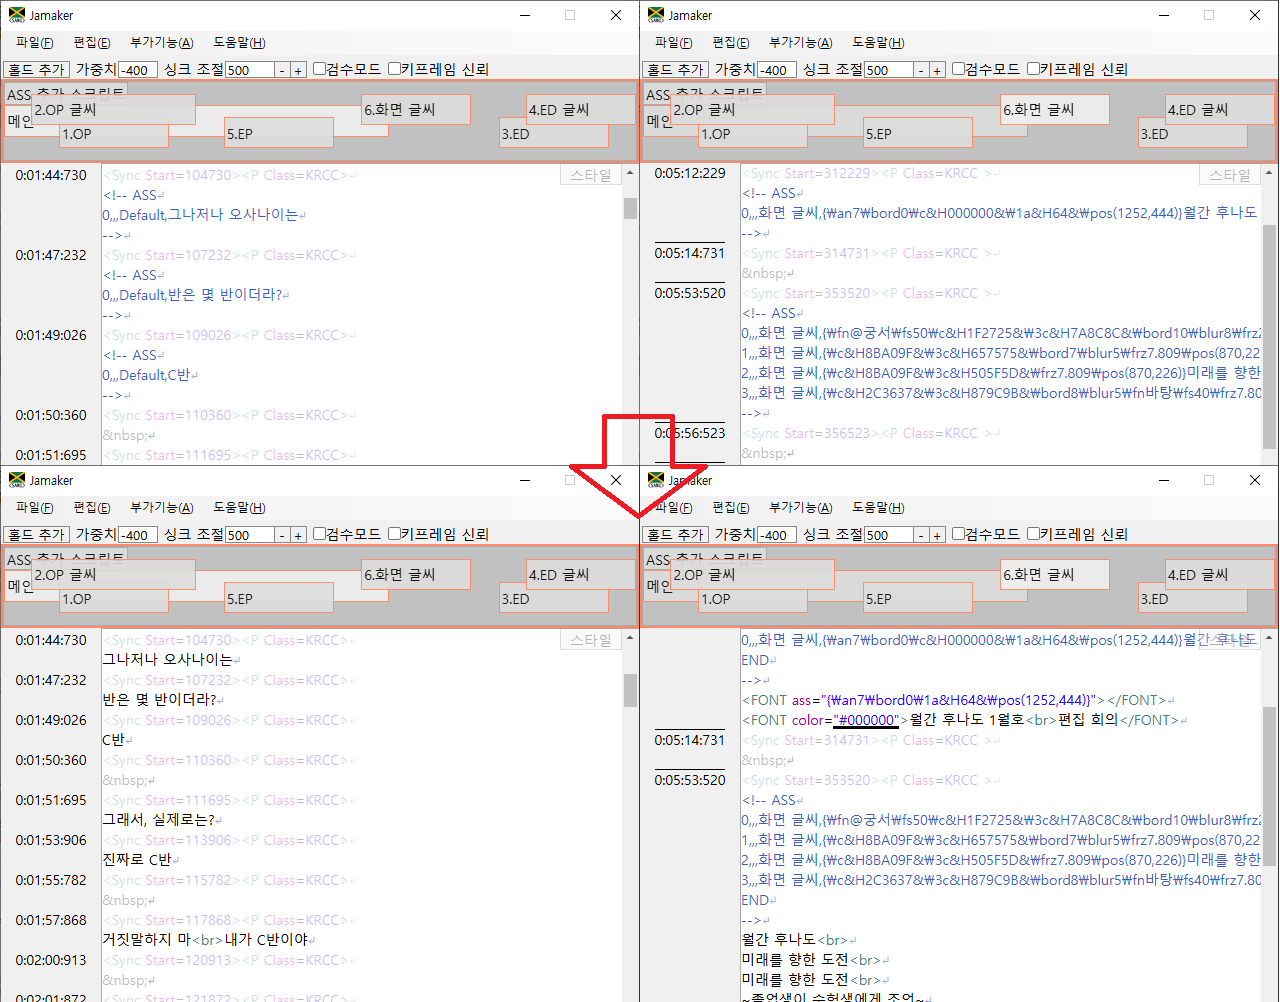 Jamaker
파일(F) 편집(E) 부가기능(A) 도움말(H)
홀드 추가 가중치 -400 싱크 조절 500 - + 검수모드 키프레임 신뢰
ASS 추가 스크립트
2.OP 글씨 6.화면 글씨 4.ED 글씨
메인
1.OP 5.EP 3.ED
스타일
0:01:44:730 <Sync Start=104730><P Class=KRCC>↵
<!-- ASS↵
0,,,Default,그나저나 오사나이는↵
-->↵
0:01:47:232 <Sync Start=107232><P Class=KRCC>↵
<!-- ASS↵
0,,,Default,반은 몇 반이더라?↵
-->↵
0:01:49:026 <Sync Start=109026><P Class=KRCC>↵
<!-- ASS↵
0,,,Default,C반↵
-->↵
0:01:50:360 <Sync Start=110360><P Class=KRCC>↵
&nbsp;↵
0:01:51:695 <Sync Start=111695><P Class=KRCC>↵
Jamaker
파일(F) 편집(E) 부가기능(A) 도움말(H)
홀드 추가 가중치 -400 싱크 조절 500 - + 검수모드 키프레임 신뢰
ASS 추가 스크립트
2.OP 글씨 6.화면 글씨 4.ED 글씨
메인
1.OP 5.EP 3.ED
스타일
0:05:12:229 <Sync Start=312229><P Class=KRCC >↵
<!-- ASS↵
0,,,화면 글씨,{₩an7₩bord0₩c&H000000&₩1a&H64&₩pos(1252,444)}월간 후나도
-->↵
0:05:14:731 <Sync Start=314731><P Class=KRCC >↵
&nbsp;↵
0:05:53:520 <Sync Start=353520><P Class=KRCC >↵
<!-- ASS↵
0,,,화면 글씨,{₩fn@궁서₩fs50₩c&H1F2725&₩3c&H7A8C8C&₩bord10₩blur8₩frz2
1,,,화면 글씨,{₩c&H8BA09F&₩3c&H657575&₩bord7₩blur5₩frz7.809₩pos(870,22
2,,,화면 글씨,{₩c&H8BA09F&₩3c&H505F5D&₩frz7.809₩pos(870,226)}미래를 향한
3,,,화면 글씨,{₩c&H2C3637&₩3c&H879C9B&₩bord8₩blur5₩fn바탕₩fs40₩frz7.80
-->↵
0:05:56:523 <Sync Start=356523><P Class=KRCC >↵
&nbsp;↵
Jamaker
파일(F) 편집(E) 부가기능(A) 도움말(H)
홀드 추가 가중치 -400 싱크 조절 500 - + 검수모드 키프레임 신뢰
ASS 추가 스크립트
2.OP 글씨 6.화면 글씨 4.ED 글씨
메인
1.OP 5.EP 3.ED
스타일
0:01:44:730 <Sync Start=104730><P Class=KRCC>↵
그나저나 오사나이는↵
0:01:47:232 <Sync Start=107232><P Class=KRCC>↵
반은 몇 반이더라?↵
0:01:49:026 <Sync Start=109026><P Class=KRCC>↵
C반↵
0:01:50:360 <Sync Start=110360><P Class=KRCC>↵
&nbsp;↵
0:01:51:695 <Sync Start=111695><P Class=KRCC>↵
그래서, 실제로는?↵
0:01:53:906 <Sync Start=113906><P Class=KRCC>↵
진짜로 C반↵
0:01:55:782 <Sync Start=115782><P Class=KRCC>↵
&nbsp;↵
0:01:57:868 <Sync Start=117868><P Class=KRCC>↵
거짓말하지 마<br>내가 C반이야↵
0:02:00:913 <Sync Start=120913><P Class=KRCC>↵
&nbsp;↵
0:02:01:872 <Sync Start=121872><P Class=KRCC>↵
Jamaker
파일(F) 편집(E) 부가기능(A) 도움말(H)
홀드 추가 가중치 -400 싱크 조절 500 - + 검수모드 키프레임 신뢰
ASS 추가 스크립트
2.OP 글씨 6.화면 글씨 4.ED 글씨
메인
1.OP 5.EP 3.ED
스타일
0,,,화면 글씨,{₩an7₩bord0₩c&H000000&₩1a&H64&₩pos(1252,444)}월간 후나도
END↵
-->↵
<FONT ass="{₩an7₩bord0₩1a&H64&₩pos(1252,444)}"></FONT>↵
<FONT color="#000000">월간 후나도 1월호<br>편집 회의</FONT>↵
0:05:14:731 <Sync Start=314731><P Class=KRCC >↵
&nbsp;↵
0:05:53:520 <Sync Start=353520><P Class=KRCC >↵
<!-- ASS↵
0,,,화면 글씨,{₩fn@궁서₩fs50₩c&H1F2725&₩3c&H7A8C8C&₩bord10₩blur8₩frz2
1,,,화면 글씨,{₩c&H8BA09F&₩3c&H657575&₩bord7₩blur5₩frz7.809₩pos(870,22
2,,,화면 글씨,{₩c&H8BA09F&₩3c&H505F5D&₩frz7.809₩pos(870,226)}미래를 향한
3,,,화면 글씨,{₩c&H2C3637&₩3c&H879C9B&₩bord8₩blur5₩fn바탕₩fs40₩frz7.80
END↵
-->↵
월간 후나도<br>↵
미래를 향한 도전<br>↵
미래를 향한 도전<br>↵
~졸업생이 수험생에게 조언~↵